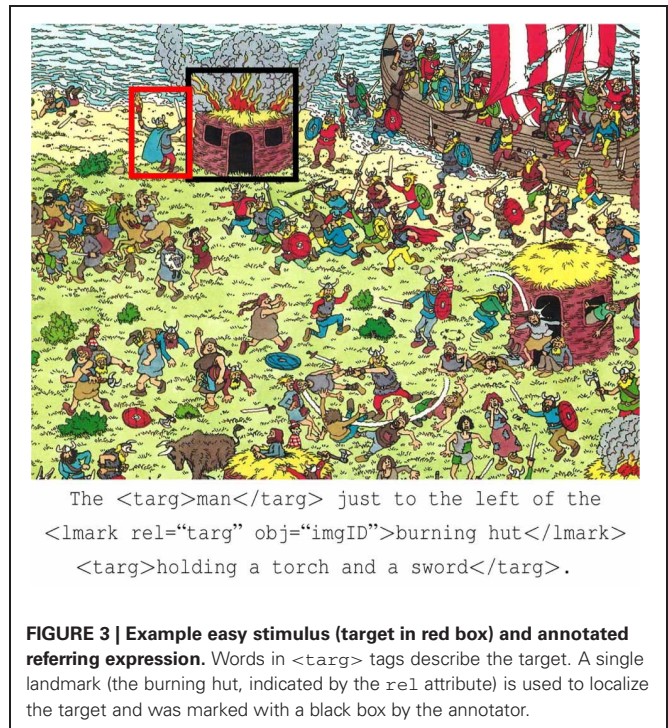 The <targ>man</targ> just to the left of the
<lmark rel=“targ” obj=“imgID”>burning hut</lmark>
<targ>holding a torch and a sword</targ>.
FIGURE 3 | Example easy stimulus (target in red box) and annotated
referring expression. Words in <targ> tags describe the target. A single
landmark (the burning hut, indicated by the rel attribute) is used to localize
the target and was marked with a black box by the annotator.